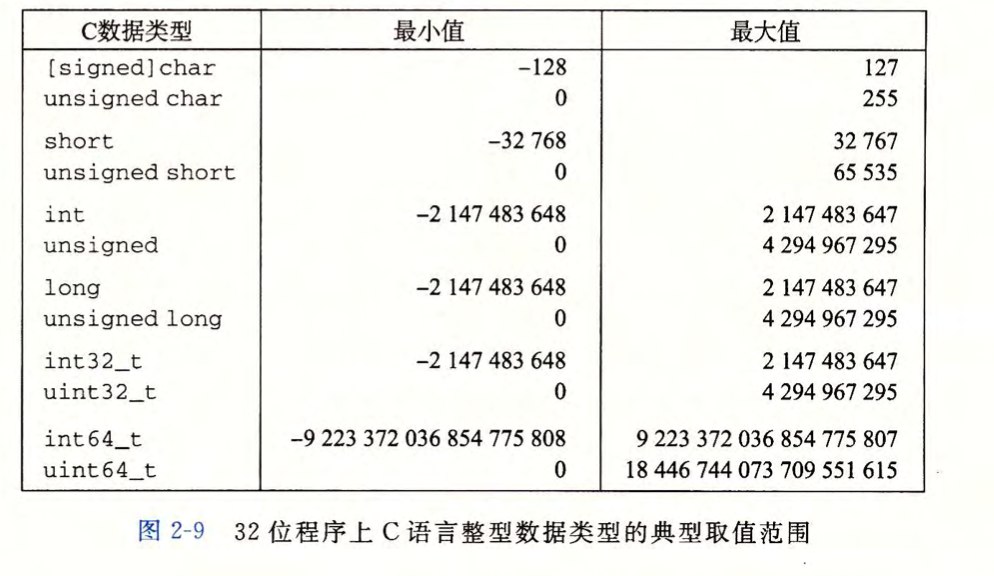 C数据类型 最小值 最大值
[signed]char –128 127
unsigned char 0 255
short –32 768 32 767
unsigned short 0 65 535
int –2 147 483 648 2 147 483 647
unsigned 0 4 294 967 295
long –2 147 483 648 2 147 483 647
unsigned long 0 4 294 967 295
int32_t –2 147 483 648 2 147 483 647
uint32_t 0 4 294 967 295
int64_t –9 223 372 036 854 775 808 9 223 372 036 854 775 807
uint64_t 0 18 446 744 073 709 551 615
图 2-9 32 位程序上 C 语言整型数据类型的典型取值范围